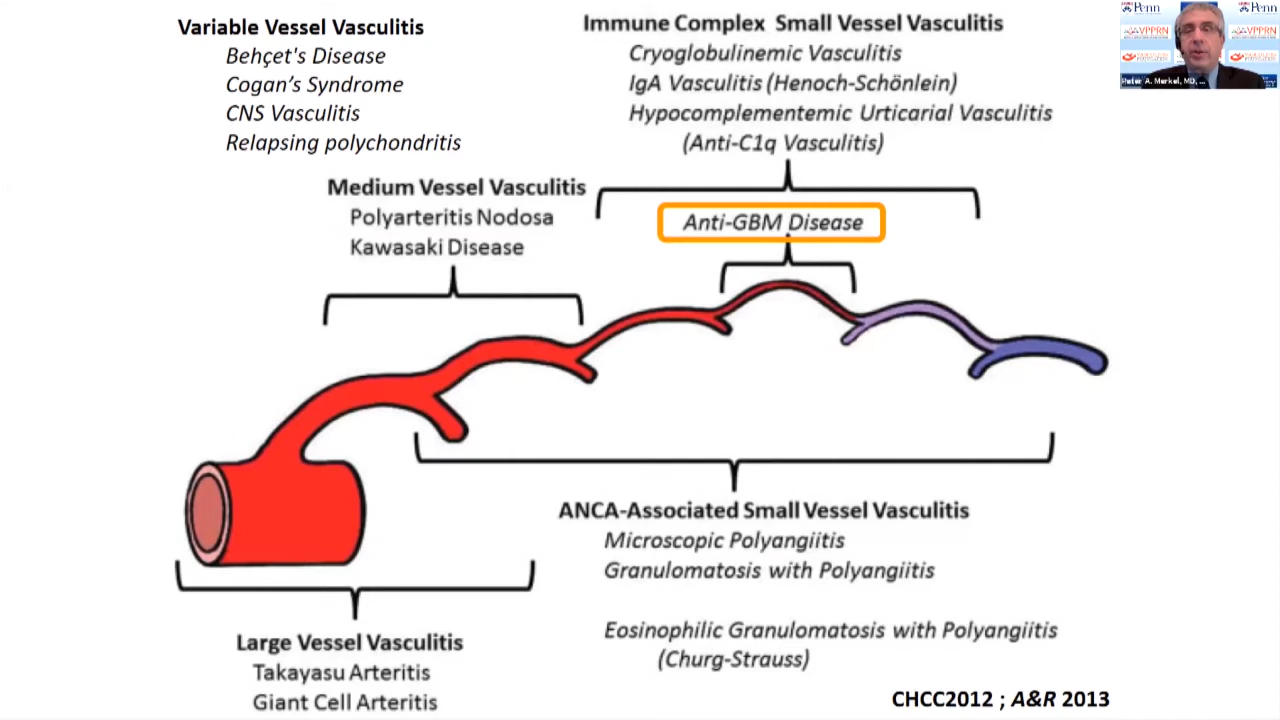 Variable Vessel Vasculitis
Behçet's Disease
Cogan’s Syndrome
CNS Vasculitis
Relapsing polychondritis
Immune Complex Small Vessel Vasculitis
Cryoglobulinemic Vasculitis
IgA Vasculitis (Henoch-Schönlein)
Hypocomplementemic Urticarial Vasculitis
(Anti-C1q Vasculitis)
Medium Vessel Vasculitis
Polyarteritis Nodosa
Kawasaki Disease
Anti-GBM Disease
ANCA-Associated Small Vessel Vasculitis
Microscopic Polyangiitis
Granulomatosis with Polyangiitis
Eosinophilic Granulomatosis with Polyangiitis
(Churg-Strauss)
Large Vessel Vasculitis
Takayasu Arteritis
Giant Cell Arteritis
CHCC2012 ; A&R 2013
Penn
VPPRN
VPPRN
Peter A. Merkel, MD, ...